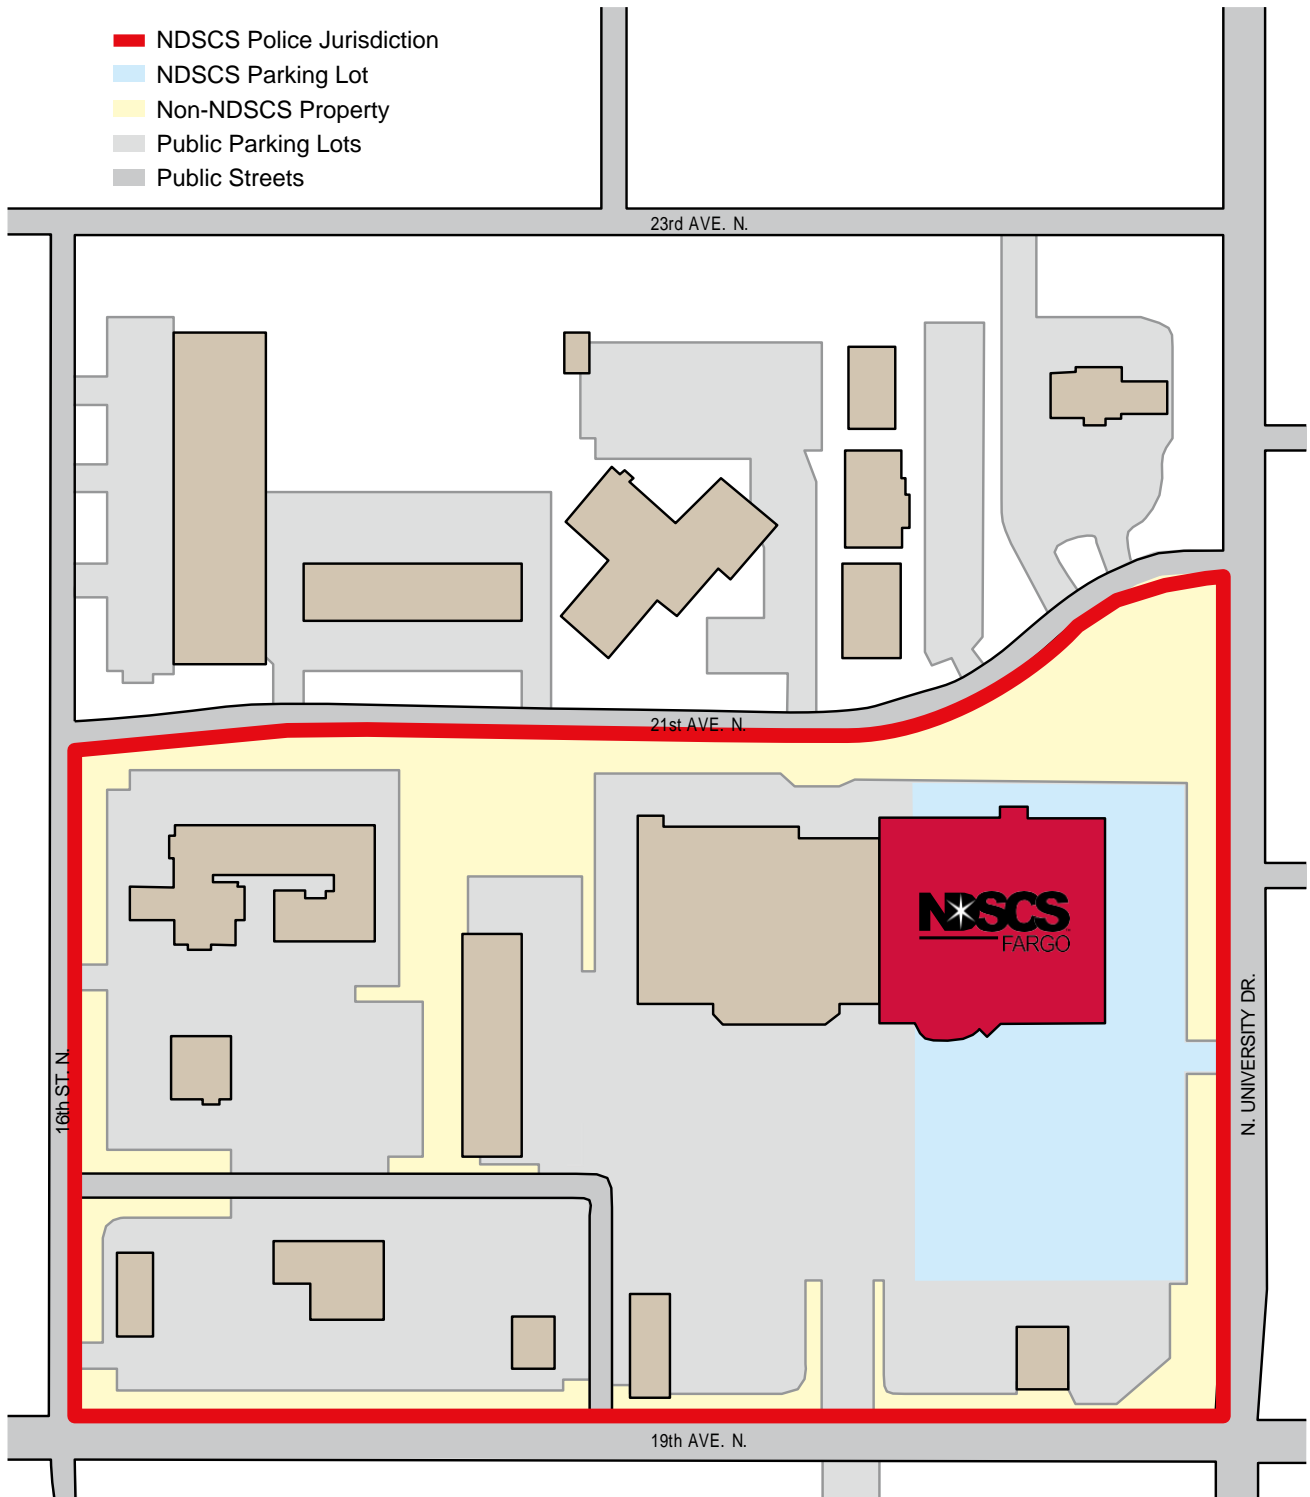 NDSCS Police Jurisdiction
NDSCS Parking Lot
Non-NDSCS Property
Public Parking Lots
Public Streets
23rd AVE. N.
21st AVE. N.
NDSCS
FARGO
16th ST. N.
N. UNIVERSITY DR.
19th AVE. N.